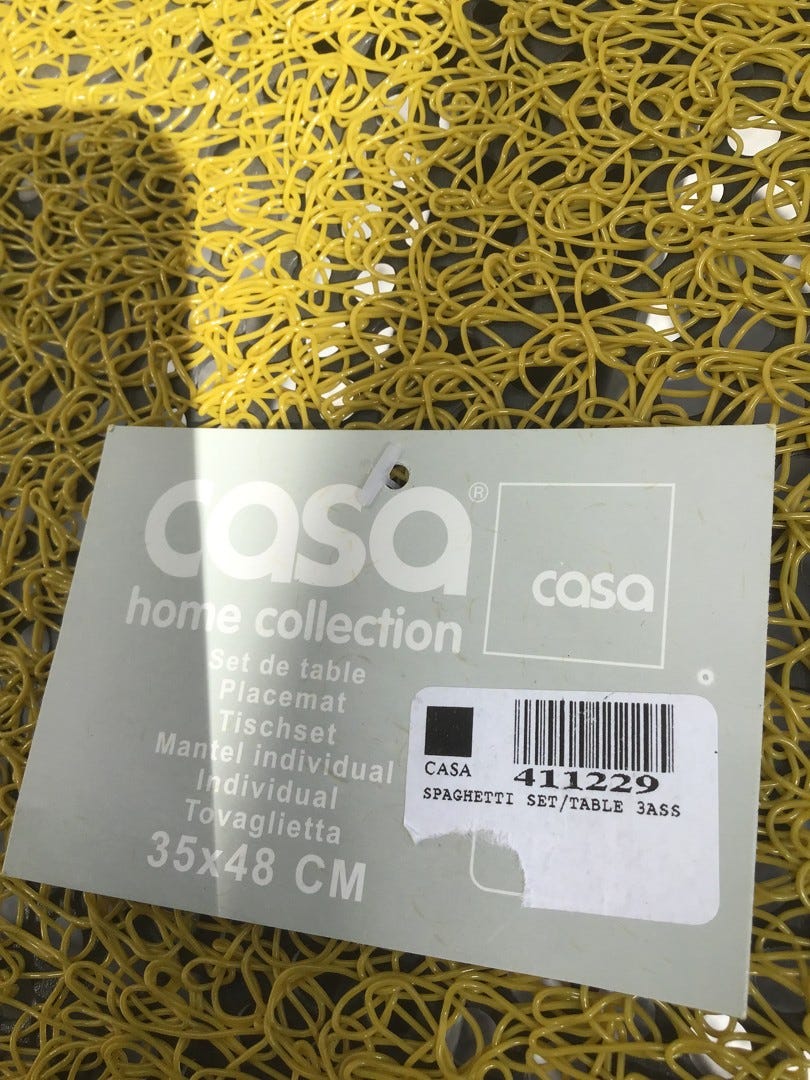 casa®
home collection
casa
Set de table
Placemat
Tischset
Mantel individual
Individual
Tovaglietta
35x48 CM
CASA
411229
SPAGHETTI SET/TABLE 3ASS